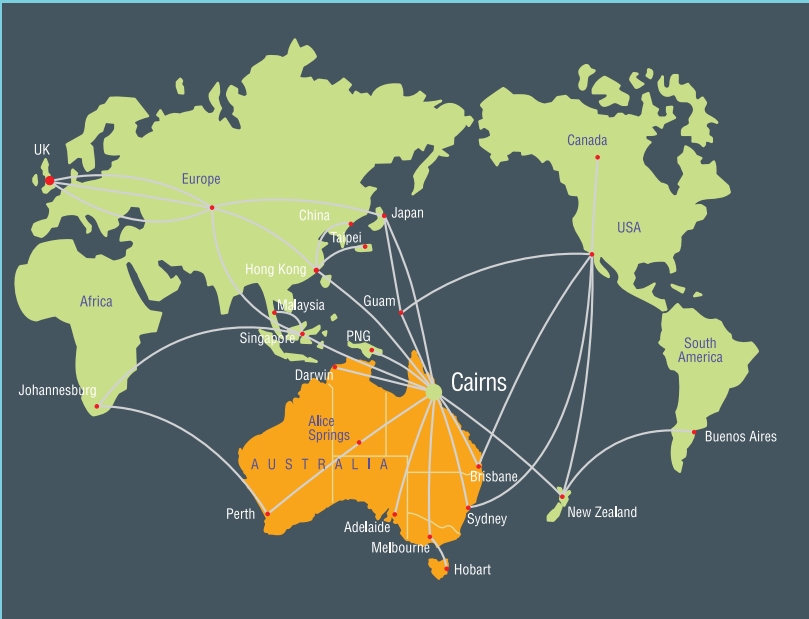 Canada
UK
Europe
China
Japan
USA
Taipei
Hong Kong
Africa
Malaysia
Guam
Singapore
PNG
South
America
Darwin
Cairns
Johannesburg
Alice
Springs
Buenos Aires
AUSTRALIA
Brisbane
Perth
Adelaide
Sydney
New Zealand
Melbourne
Hobart